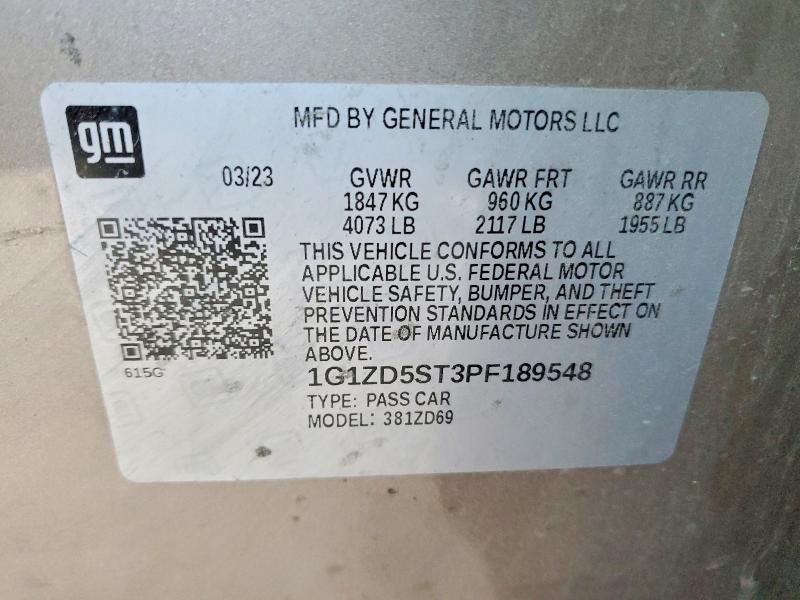 gm
MFD BY GENERAL MOTORS LLC
03/23 GVWR GAWR FRT GAWR RR
1847 KG 960 KG 887 KG
4073 LB 2117 LB 1955 LB
THIS VEHICLE CONFORMS TO ALL
APPLICABLE U.S. FEDERAL MOTOR
VEHICLE SAFETY, BUMPER, AND THEFT
PREVENTION STANDARDS IN EFFECT ON
THE DATE OF MANUFACTURE SHOWN
ABOVE.
615G
1G1ZD5ST3PF189548
TYPE: PASS CAR
MODEL: 381ZD69